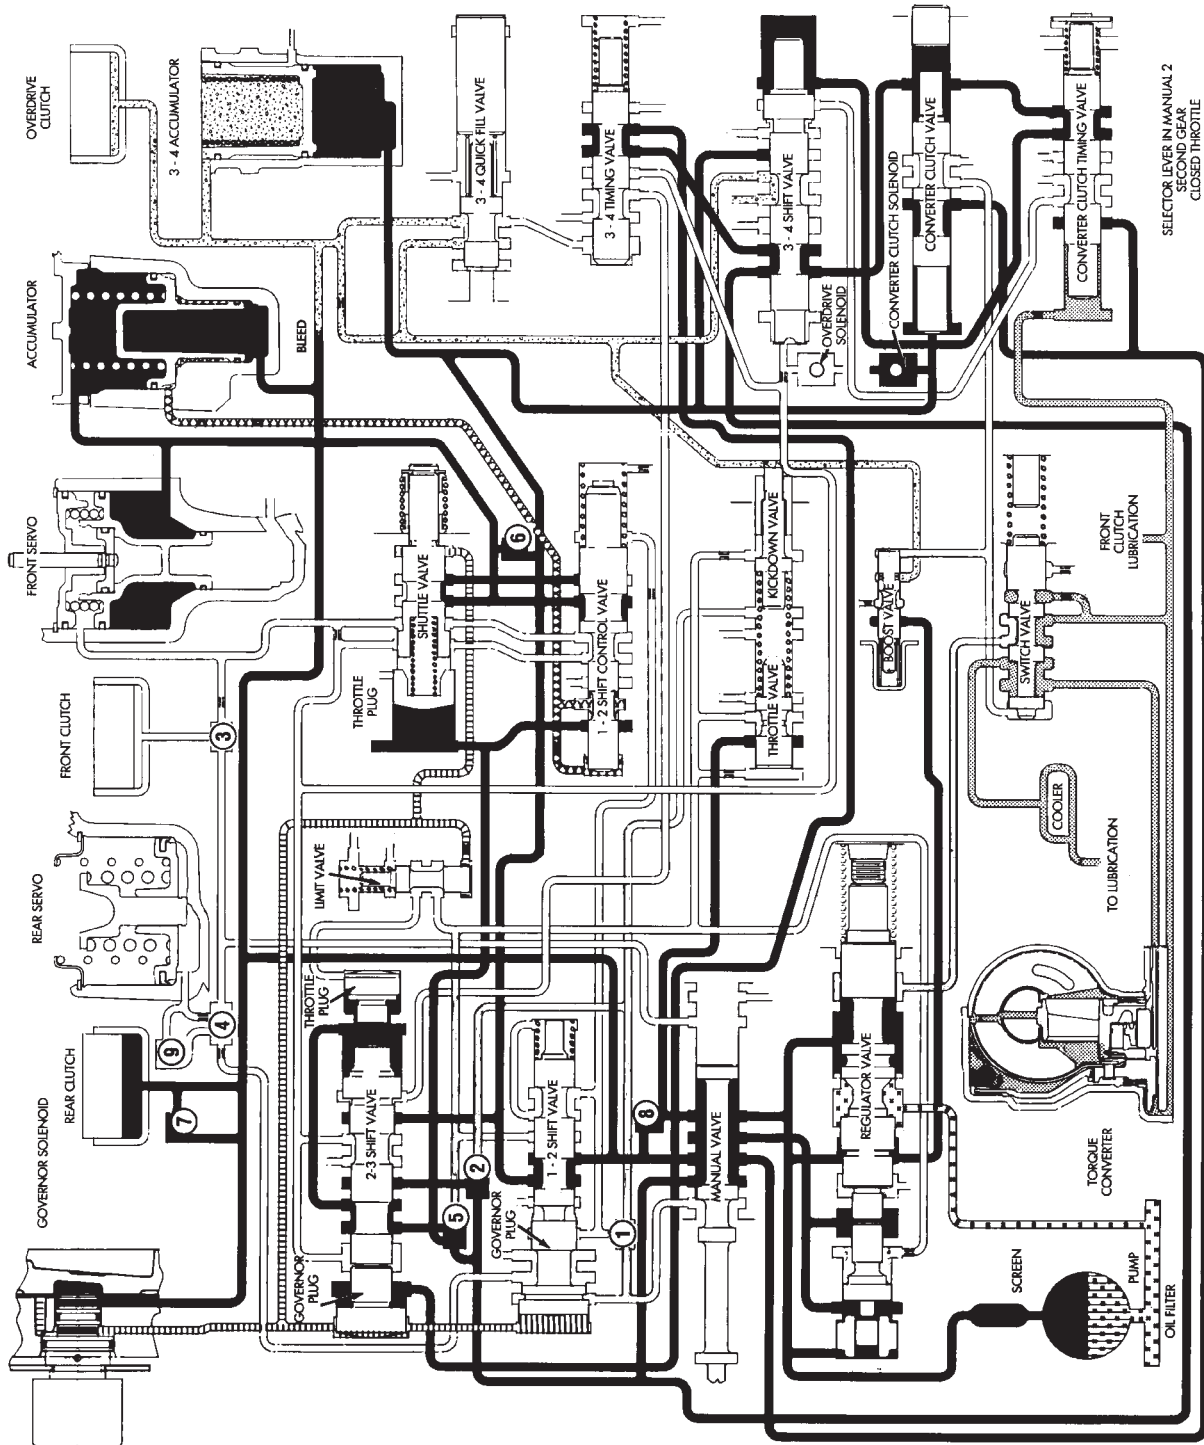 GOVERNOR SOLENOID
REAR CLUTCH
REAR SERVO
FRONT CLUTCH
FRONT SERVO
ACCUMULATOR
OVERDRIVE
CLUTCH
3 - 4 ACCUMULATOR
BLEED
7
9
4
3
6
GOVERNOR
PLUG
2-3 SHIFT VALVE
THROTTLE
PLUG
LIMIT VALVE
THROTTLE
PLUG
SHUTTLE VALVE
3 - 4 QUICK FILL VALVE
5
2
GOVERNOR
PLUG
1 - 2 SHIFT VALVE
1 - 2 SHIFT CONTROL VALVE
3 - 4 TIMING VALVE
1
8
MANUAL VALVE
THROTTLE VALVE
KICKDOWN VALVE
3 - 4 SHIFT VALVE
OVERDRIVE
SOLENOID
REGULATOR VALVE
BOOST VALVE
CONVERTER CLUTCH SOLENOID
CONVERTER CLUTCH VALVE
SCREEN
PUMP
OIL FILTER
TORQUE
CONVERTER
TO LUBRICATION
COOLER
SWITCH VALVE
FRONT
CLUTCH
LUBRICATION
CONVERTER CLUTCH TIMING VALVE
SELECTOR LEVER IN MANUAL 2
SECOND GEAR
CLOSED THROTTLE